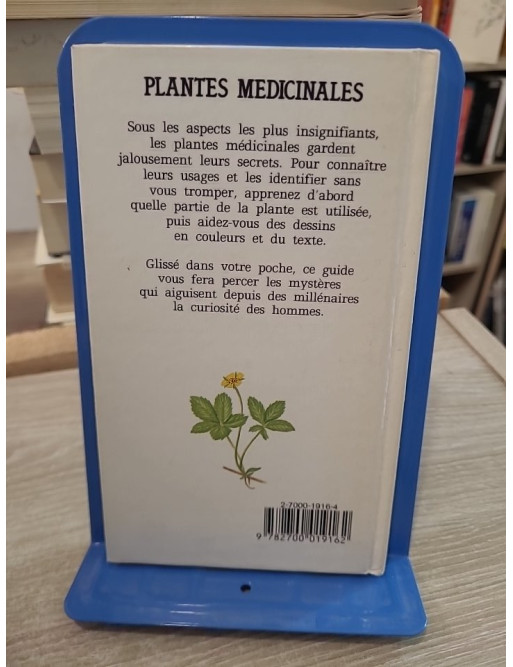 PLANTES MEDICINALES
Sous les aspects les plus insignifiants,
les plantes médicinales gardent
jalousement leurs secrets. Pour connaître
leurs usages et les identifier sans
vous tromper, apprenez d'abord
quelle partie de la plante est utilisée,
puis aidez-vous des dessins
en couleurs et du texte.
Glissé dans votre poche, ce guide
vous fera percer les mystères
qui aiguisent depuis des millénaires
la curiosité des hommes.
2-7000-1916-4
9 782700 019162